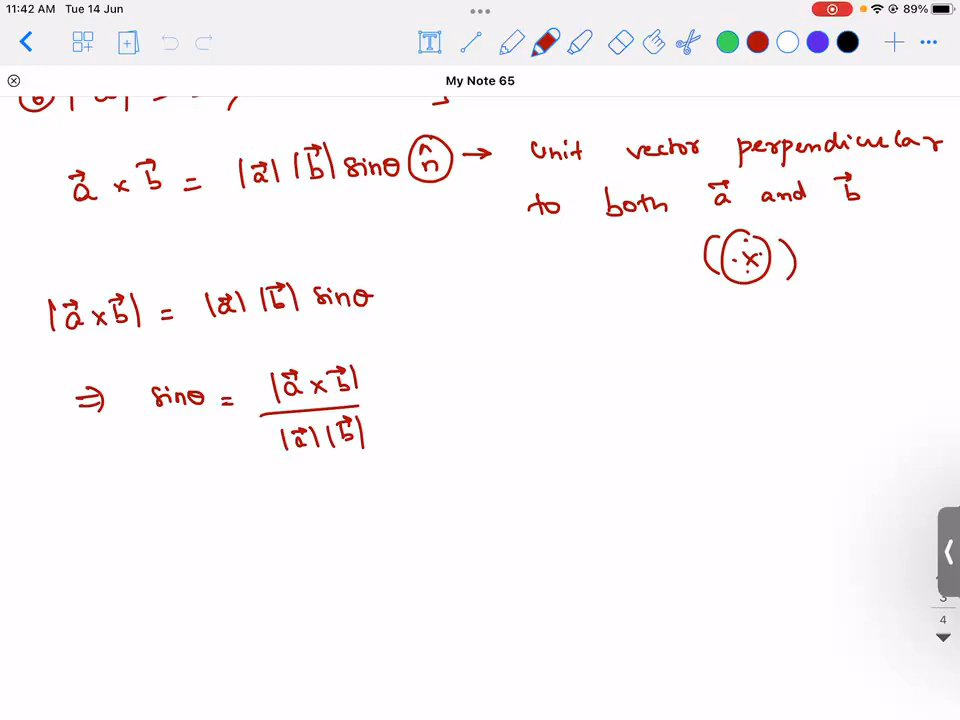 11:42 AM Tue 14 Jun
89%
My Note 65
a⃗ × b⃗ = |a⃗| |b⃗| sinθ n̂ → unit vector perpendicular
to both a⃗ and b⃗
|a⃗ × b⃗| = |a⃗| |b⃗| sinθ
⇒ sinθ = |a⃗ × b⃗| / |a⃗| |b⃗|
3
4